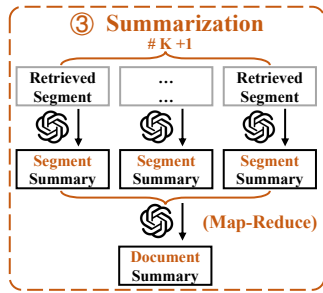 ③ Summarization
# K +1
Retrieved Segment
...
...
Retrieved Segment
Segment Summary
Segment Summary
Segment Summary
(Map-Reduce)
Document Summary